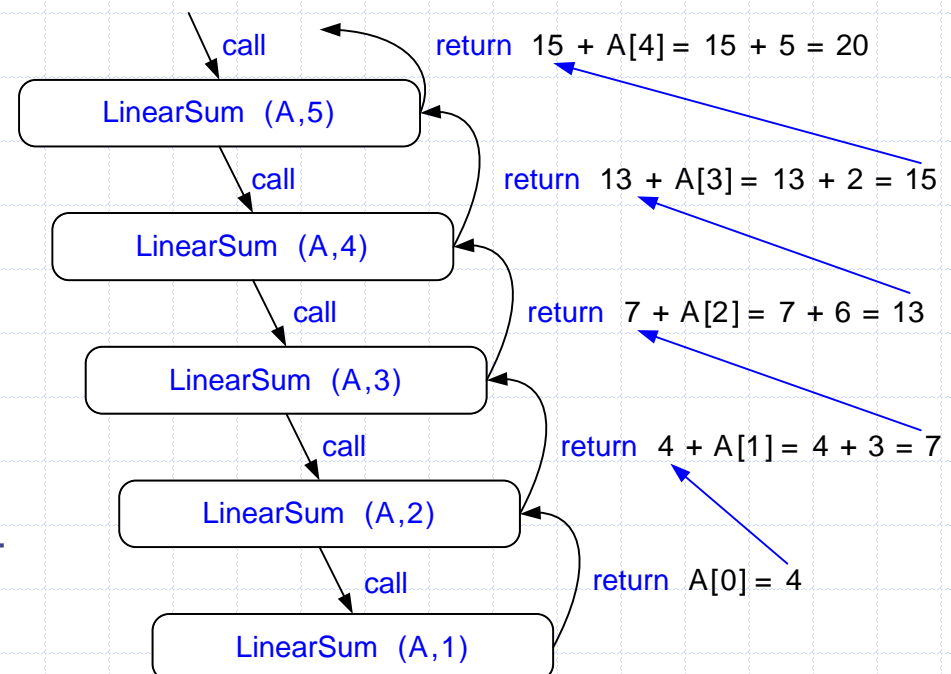 call
return 15 + A[4] = 15 + 5 = 20
LinearSum (A,5)
call
return 13 + A[3] = 13 + 2 = 15
LinearSum (A,4)
call
return 7 + A[2] = 7 + 6 = 13
LinearSum (A,3)
call
return 4 + A[1] = 4 + 3 = 7
LinearSum (A,2)
call
return A[0] = 4
LinearSum (A,1)